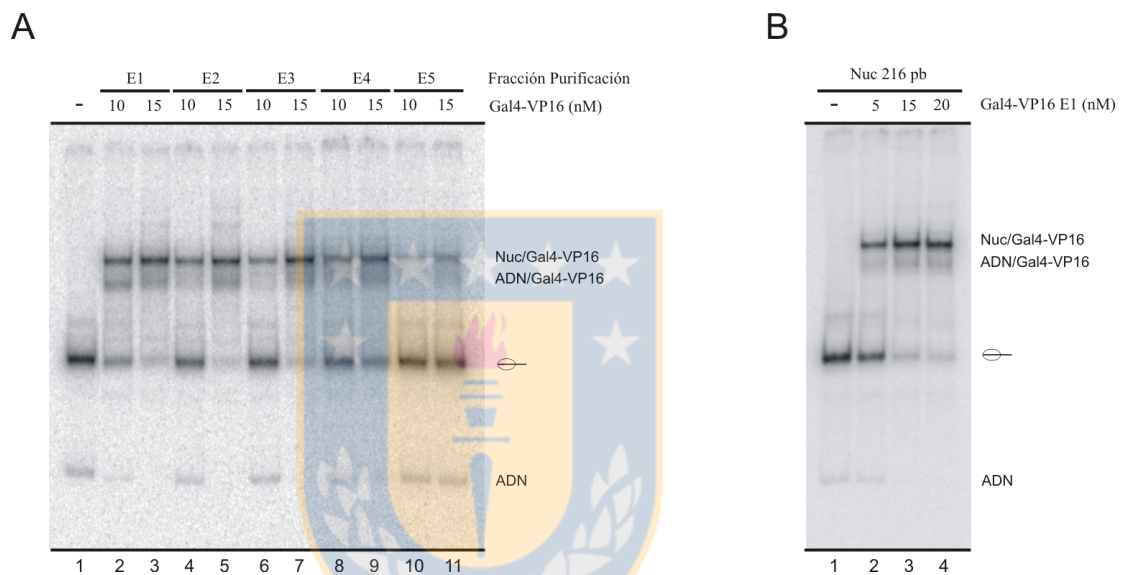 A
E1 E2 E3 E4 E5 Fracción Purificación
- 10 15 10 15 10 15 10 15 10 15 Gal4-VP16 (nM)
Nuc/Gal4-VP16
ADN/Gal4-VP16
ADN
1 2 3 4 5 6 7 8 9 10 11
B
Nuc 216 pb
- 5 15 20 Gal4-VP16 E1 (nM)
Nuc/Gal4-VP16
ADN/Gal4-VP16
ADN
1 2 3 4